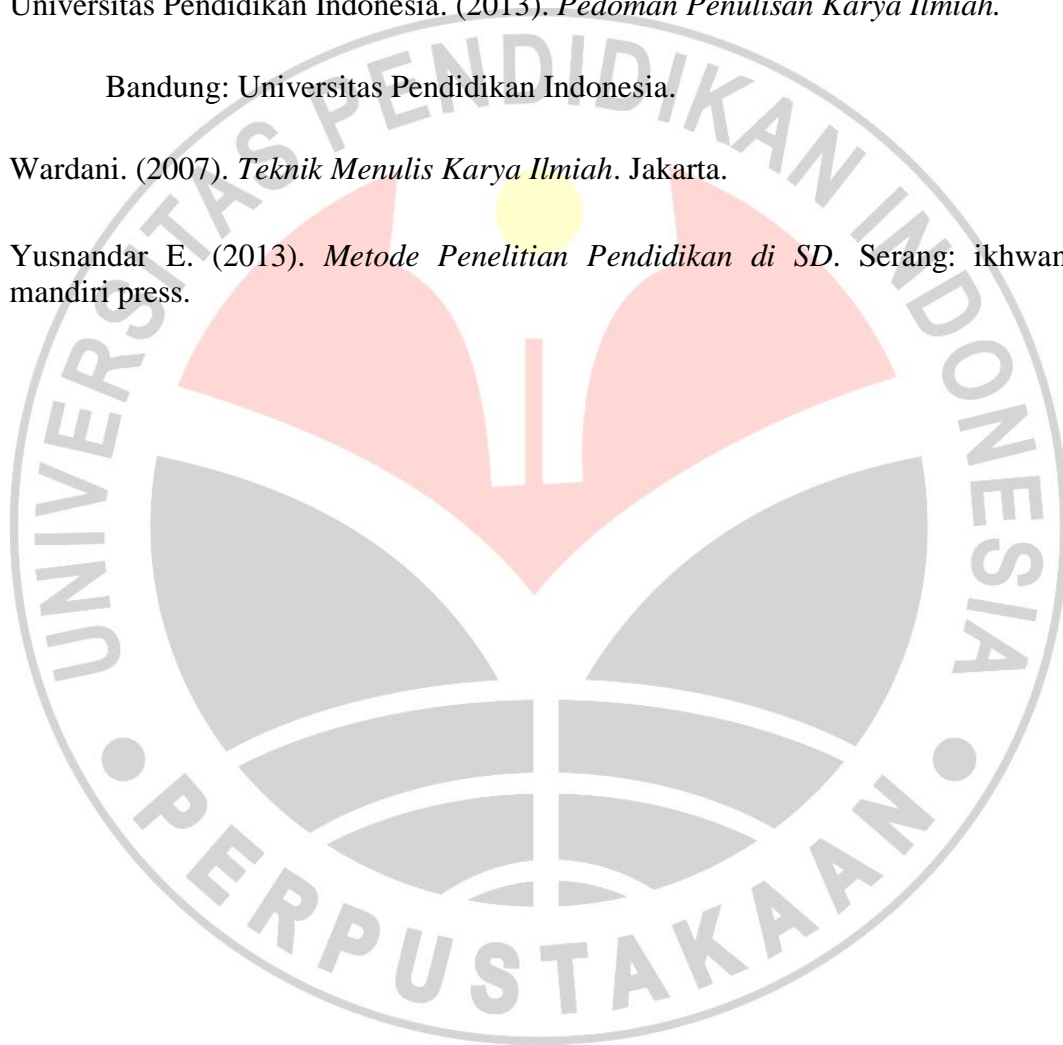 Universitas Pendidikan Indonesia. (2013). Pedoman Penulisan Karya Ilmiah.
Bandung: Universitas Pendidikan Indonesia.
Wardani. (2007). Teknik Menulis Karya Ilmiah. Jakarta.
Yusnandar E. (2013). Metode Penelitian Pendidikan di SD. Serang: ikhwan
mandiri press.
UNIVERSITAS PENDIDIKAN INDONESIA
PERPUSTAKAAN